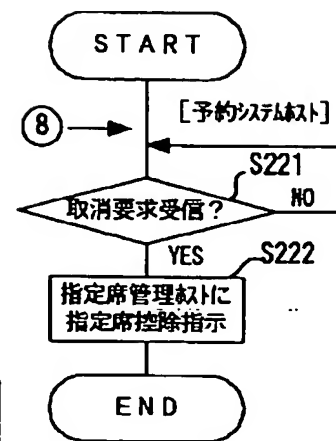 START
8
[予約システムホスト]
S221
取消要求受信?
NO
YES
S222
指定席管理ホストに
指定席控除指示
END